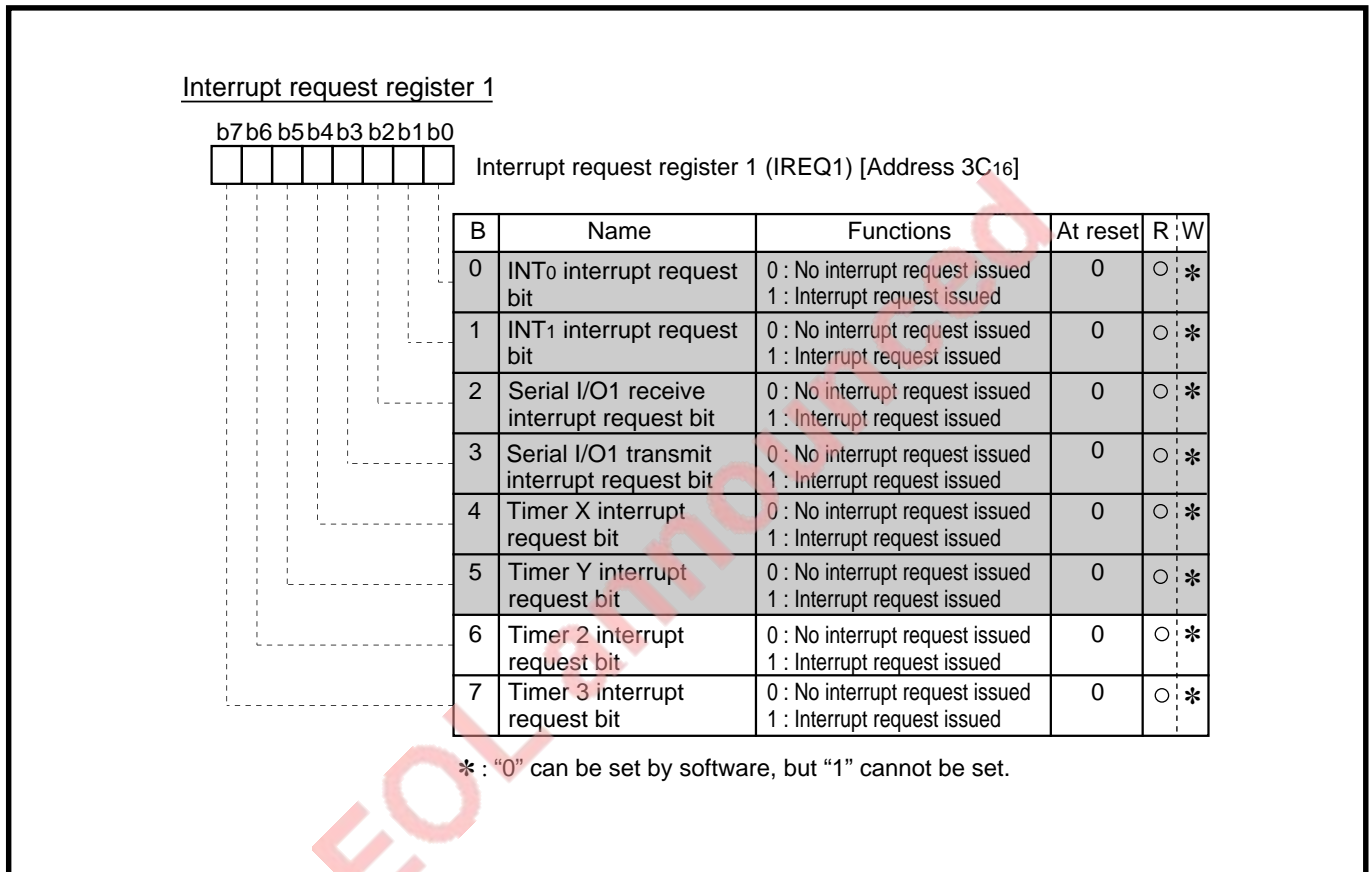 Interrupt request register 1
b7b6 b5b4b3 b2b1b0
Interrupt request register 1 (IREQ1) [Address 3C16]
B Name Functions At reset R W
0 INT0 interrupt request bit 0 : No interrupt request issued 1 : Interrupt request issued 0 ○ ✻
1 INT1 interrupt request bit 0 : No interrupt request issued 1 : Interrupt request issued 0 ○ ✻
2 Serial I/O1 receive interrupt request bit 0 : No interrupt request issued 1 : Interrupt request issued 0 ○ ✻
3 Serial I/O1 transmit interrupt request bit 0 : No interrupt request issued 1 : Interrupt request issued 0 ○ ✻
4 Timer X interrupt request bit 0 : No interrupt request issued 1 : Interrupt request issued 0 ○ ✻
5 Timer Y interrupt request bit 0 : No interrupt request issued 1 : Interrupt request issued 0 ○ ✻
6 Timer 2 interrupt request bit 0 : No interrupt request issued 1 : Interrupt request issued 0 ○ ✻
7 Timer 3 interrupt request bit 0 : No interrupt request issued 1 : Interrupt request issued 0 ○ ✻
✻ : “0” can be set by software, but “1” cannot be set.
EOL announced